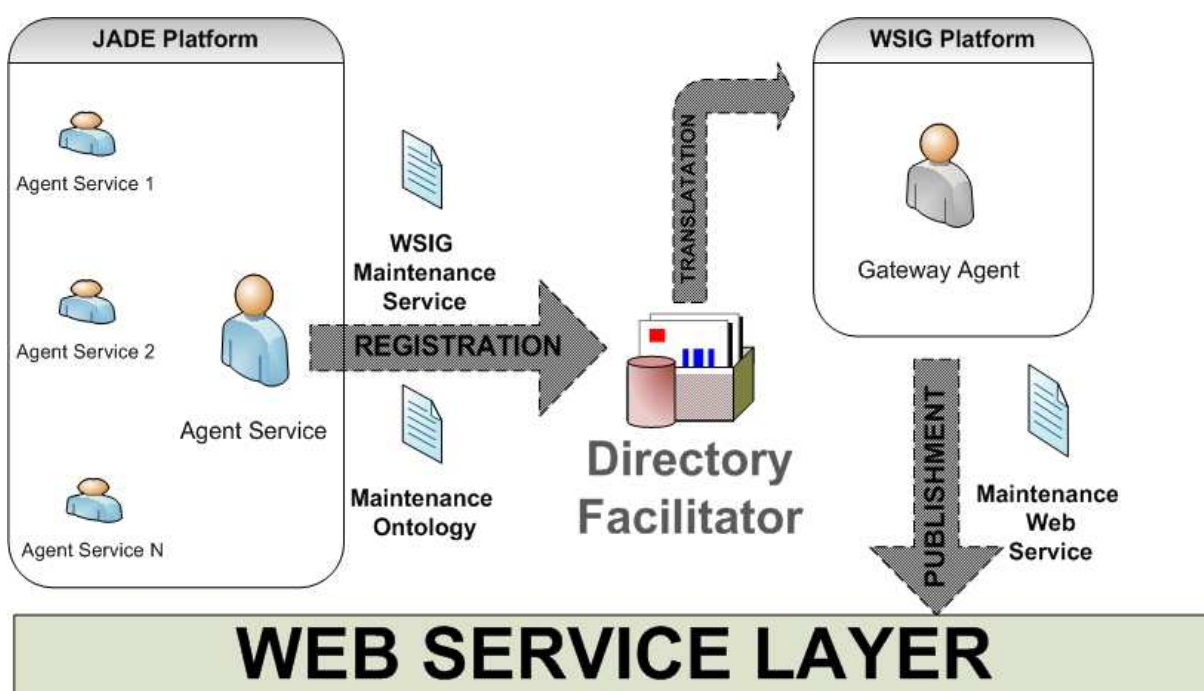 JADE Platform
Agent Service 1
Agent Service 2
Agent Service
Agent Service N
WSIG
Maintenance
Service
REGISTRATION
Maintenance
Ontology
Directory
Facilitator
TRANSLATATION
WSIG Platform
Gateway Agent
PUBLISHMENT
Maintenance
Web
Service
WEB SERVICE LAYER